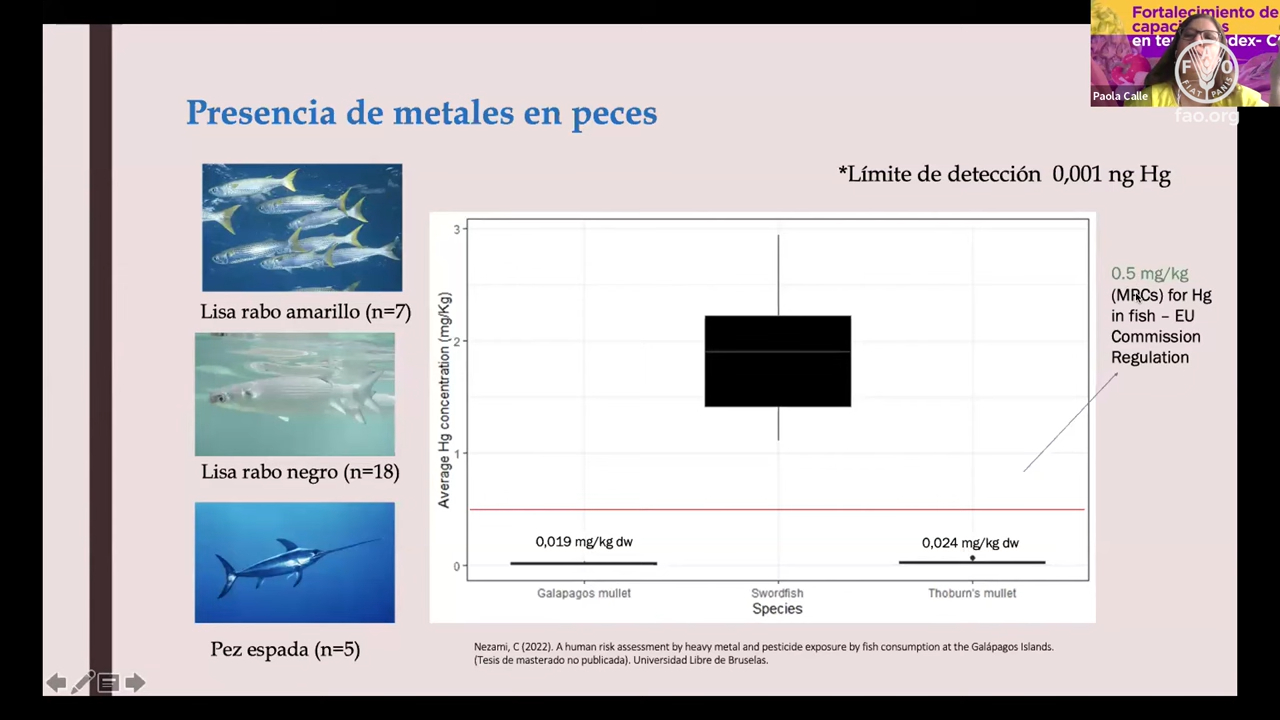 Fortalecimiento de
en te
Paola Calle
FAO
FIAT PANIS
fao.org
Presencia de metales en peces
*Límite de detección 0,001 ng Hg
Lisa rabo amarillo (n=7)
Lisa rabo negro (n=18)
Pez espada (n=5)
Average Hg concentration (mg/Kg)
3
2
1
0
0,019 mg/kg dw
0,024 mg/kg dw
Galapagos mullet
Swordfish
Thoburn's mullet
Species
0.5 mg/kg
(MRCs) for Hg
in fish – EU
Commission
Regulation
Nezami, C (2022). A human risk assessment by heavy metal and pesticide exposure by fish consumption at the Galápagos Islands.
(Tesis de masterado no publicada). Universidad Libre de Bruselas.